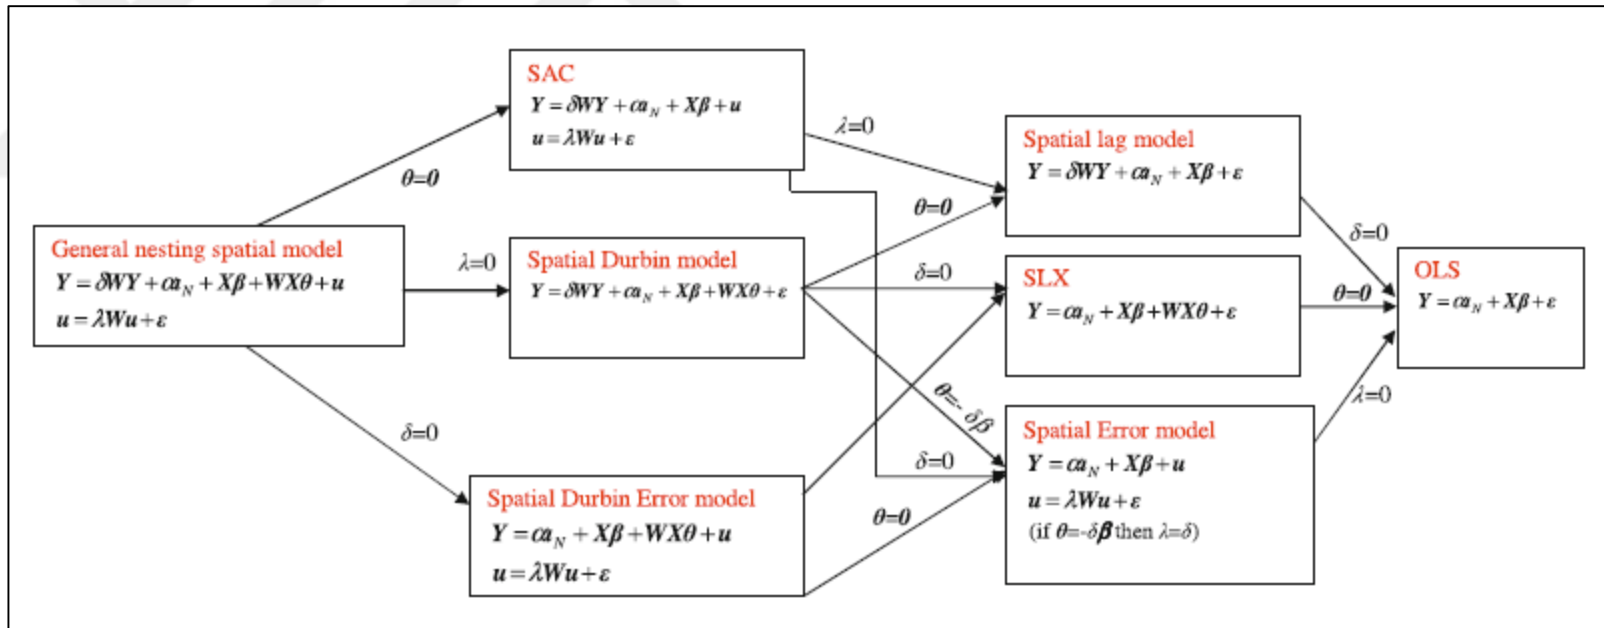 SAC
Y = δWY + αι_N + Xβ + u
u = λWu + ε
θ=0
General nesting spatial model
Y = δWY + αι_N + Xβ + WXθ + u
u = λWu + ε
λ=0
Spatial Durbin model
Y = δWY + αι_N + Xβ + WXθ + ε
δ=0
Spatial Durbin Error model
Y = αι_N + Xβ + WXθ + u
u = λWu + ε
λ=0
θ=0
δ=0
θ=- δβ
δ=0
θ=0
Spatial lag model
Y = δWY + αι_N + Xβ + ε
SLX
Y = αι_N + Xβ + WXθ + ε
Spatial Error model
Y = αι_N + Xβ + u
u = λWu + ε
(if θ=-δβ then λ=δ)
δ=0
θ=0
λ=0
OLS
Y = αι_N + Xβ + ε